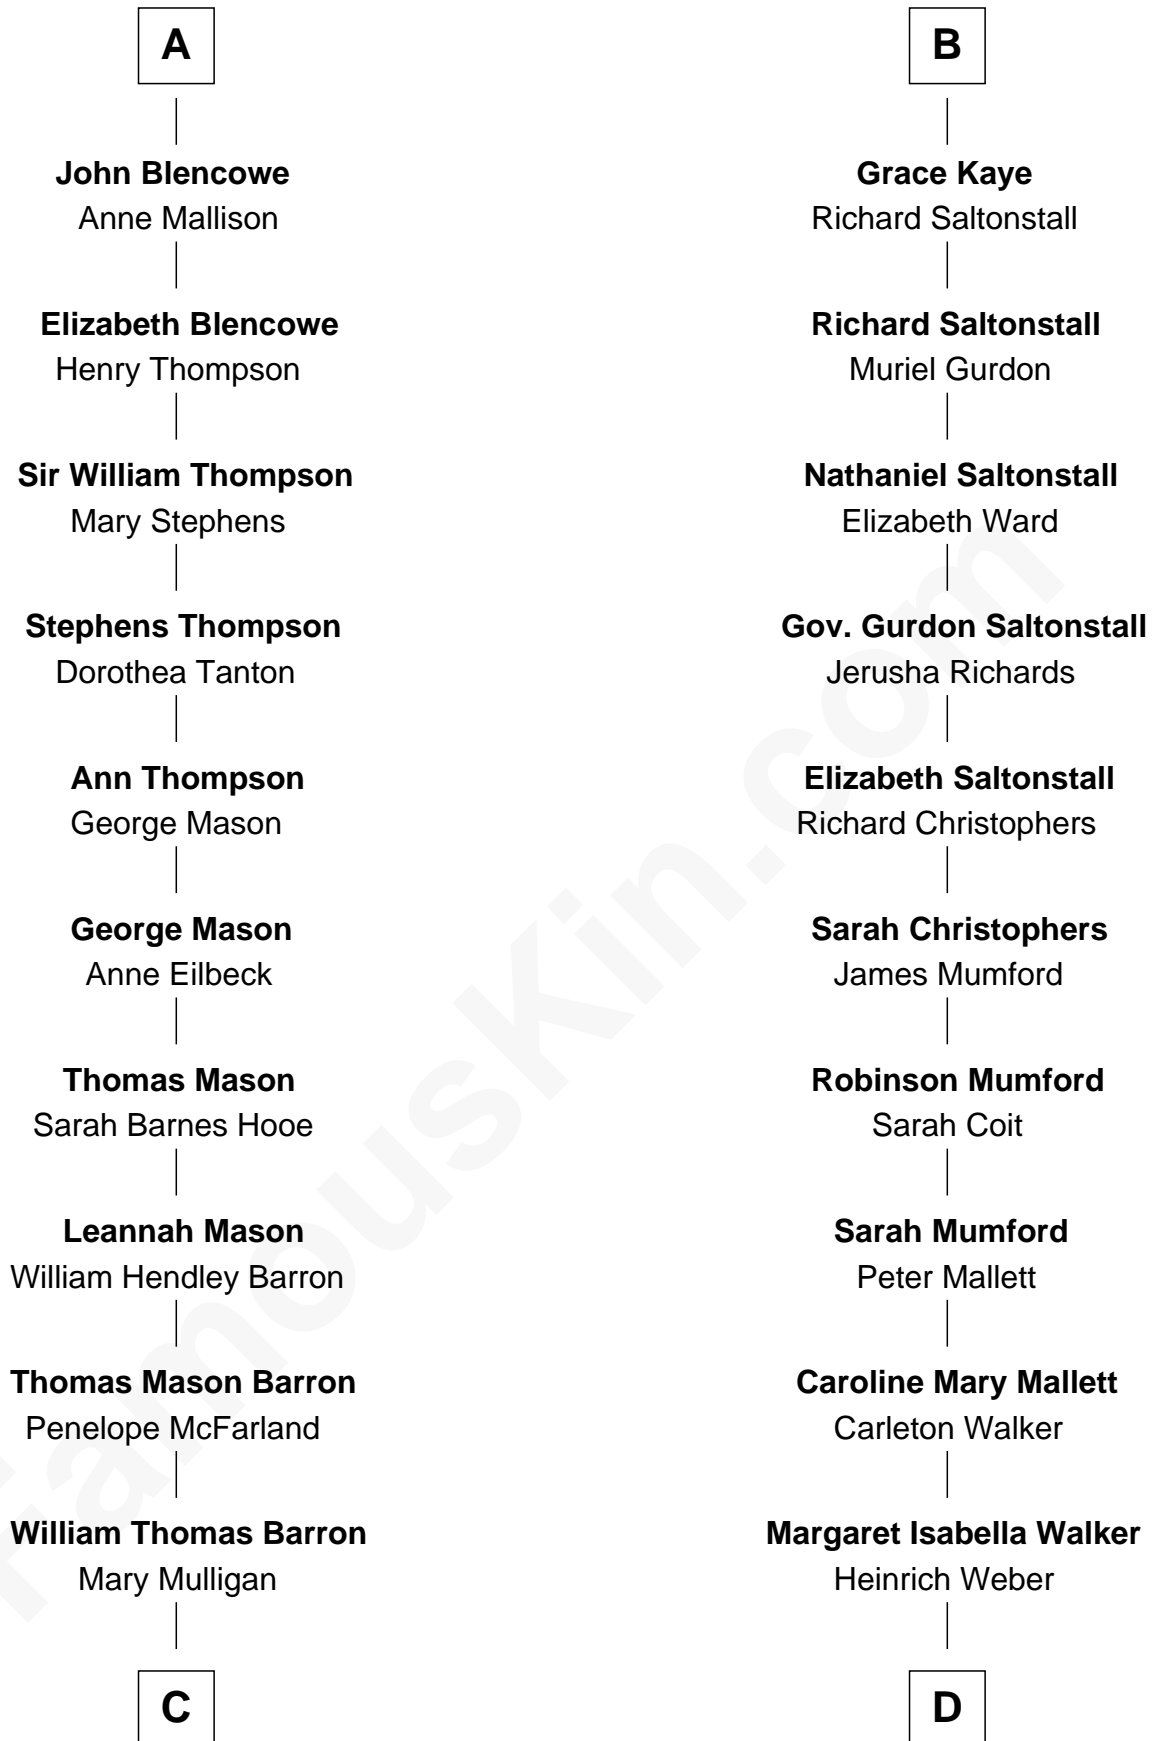 A
John Blencowe
Anne Mallison
Elizabeth Blencowe
Henry Thompson
Sir William Thompson
Mary Stephens
Stephens Thompson
Dorothea Tanton
Ann Thompson
George Mason
George Mason
Anne Eilbeck
Thomas Mason
Sarah Barnes Hooe
Leannah Mason
William Hendley Barron
Thomas Mason Barron
Penelope McFarland
William Thomas Barron
Mary Mulligan
C
B
Grace Kaye
Richard Saltonstall
Richard Saltonstall
Muriel Gurdon
Nathaniel Saltonstall
Elizabeth Ward
Gov. Gurdon Saltonstall
Jerusha Richards
Elizabeth Saltonstall
Richard Christophers
Sarah Christophers
James Mumford
Robinson Mumford
Sarah Coit
Sarah Mumford
Peter Mallett
Caroline Mary Mallett
Carleton Walker
Margaret Isabella Walker
Heinrich Weber
D
FamousKin.com